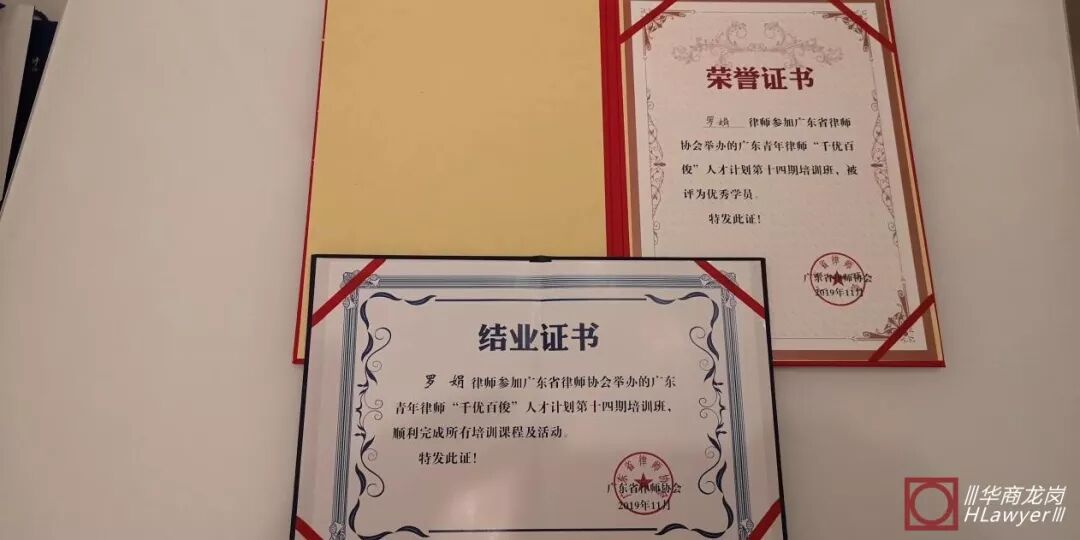 荣誉证书
罗娟 律师参加广东省律师
协会举办的广东青年律师“千优百
俊”人才计划第十四期培训班、被
评为优秀学员。
特发此证！
广东省律师协会
2019年11月
结业证书
罗娟 律师参加广东省律师协会举办的广东
青年律师“千优百俊”人才计划第十四期培训班、
顺利完成所有培训课程及活动。
特发此证！
广东省律师协会
2019年11月
华商龙岗
HLawyer